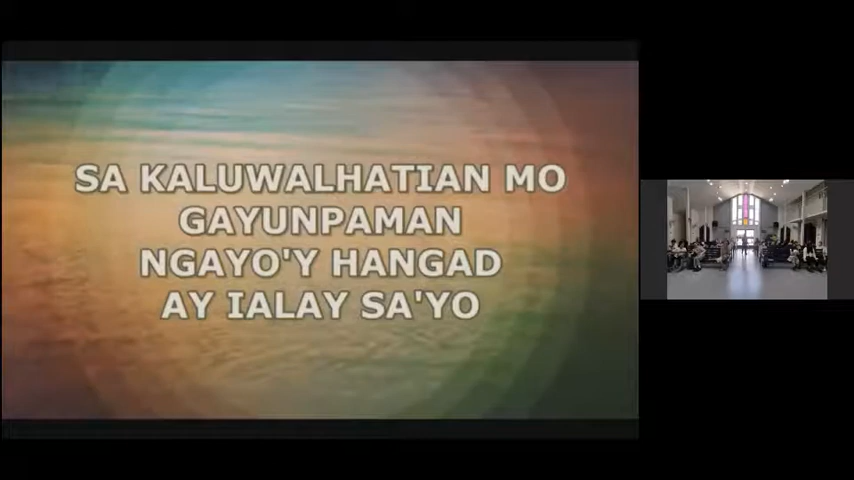 SA KALUWALHATIAN MO
GAYUNPAMAN
NGAYO'Y HANGAD
AY IALAY SA'YO